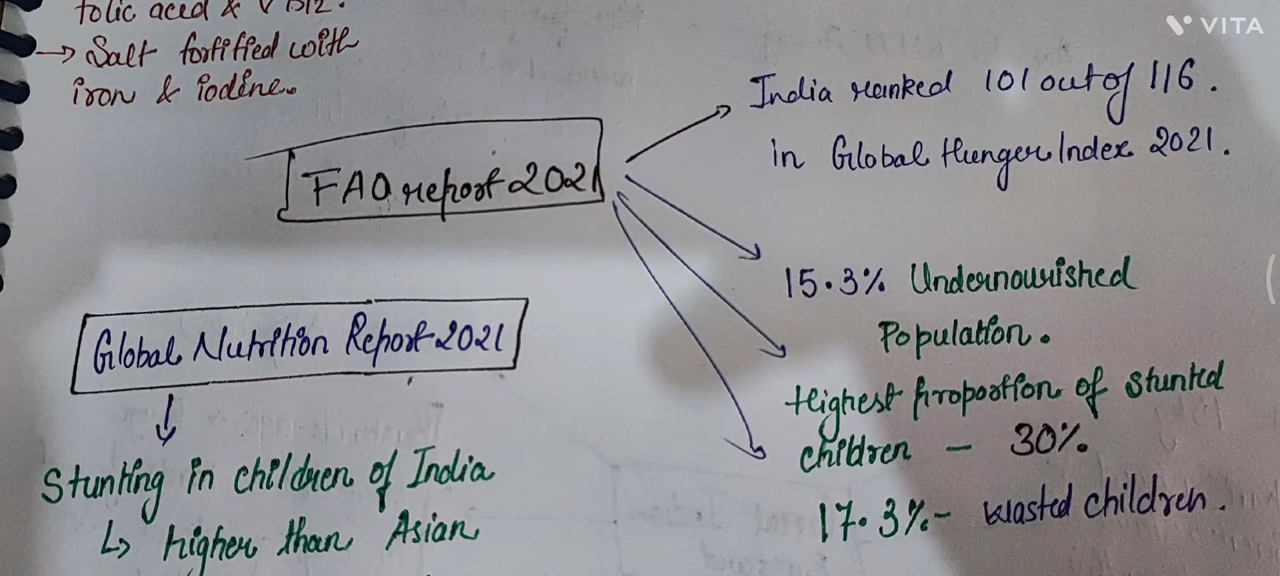 folic acid & V B12.
→ Salt fortified with
iron & iodine.
VITA
FAO report-2021
India ranked 101 out of 116.
in Global Hunger Index 2021.
15.3% Undernourished
Population.
Highest proportion of stunted
children – 30%.
17.3%- wasted children.
Global Nutrition Report-2021
Stunting in children of India
↳ higher than Asian